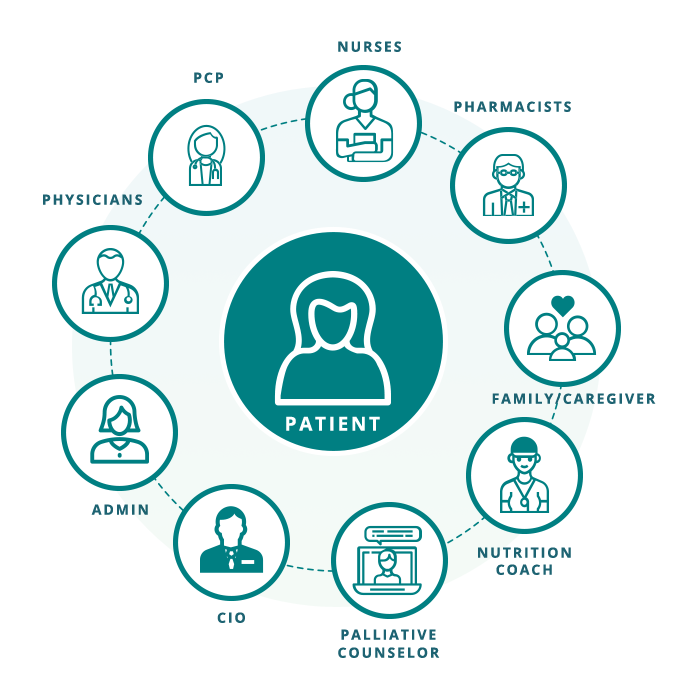 NURSES
PCP
PHARMACISTS
PHYSICIANS
FAMILY/CAREGIVER
PATIENT
ADMIN
NUTRITION
COACH
CIO
PALLIATIVE
COUNSELOR